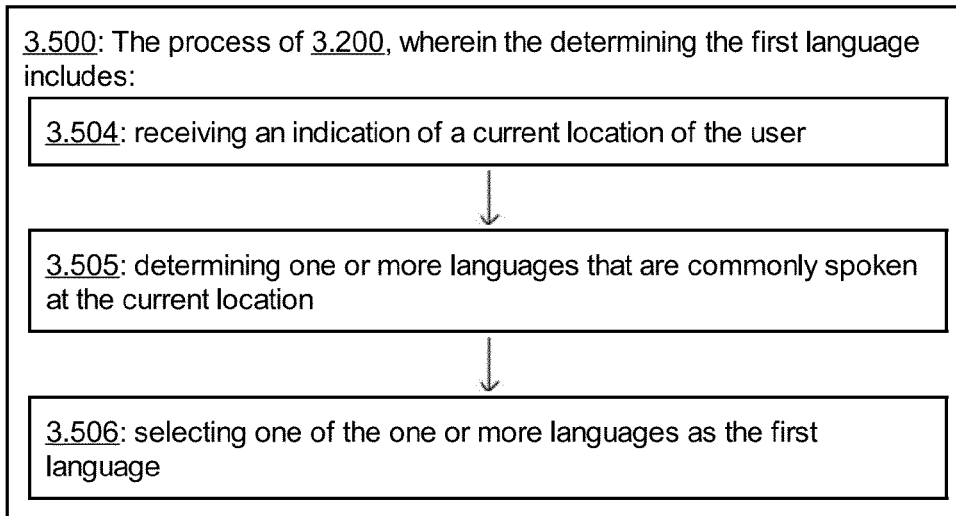 3.500: The process of 3.200, wherein the determining the first language
includes:
3.504: receiving an indication of a current location of the user
3.505: determining one or more languages that are commonly spoken
at the current location
3.506: selecting one of the one or more languages as the first
language